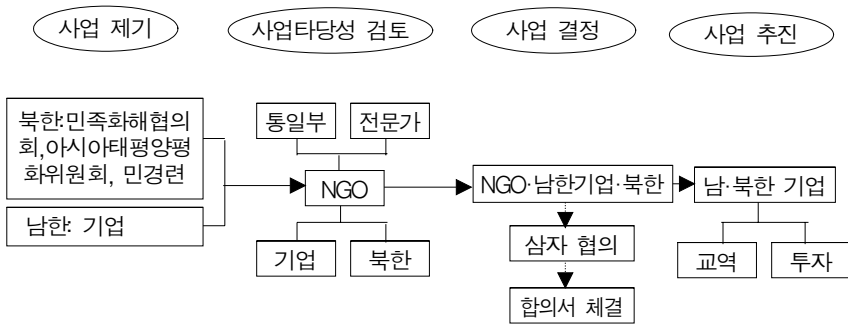 사업 제기
사업타당성 검토
사업 결정
사업 추진
북한:민족화해협의
회,아시아태평양평
화위원회, 민경련
남한: 기업
통일부
전문가
NGO
기업
북한
NGO·남한기업·북한
삼자 협의
합의서 체결
남·북한 기업
교역
투자